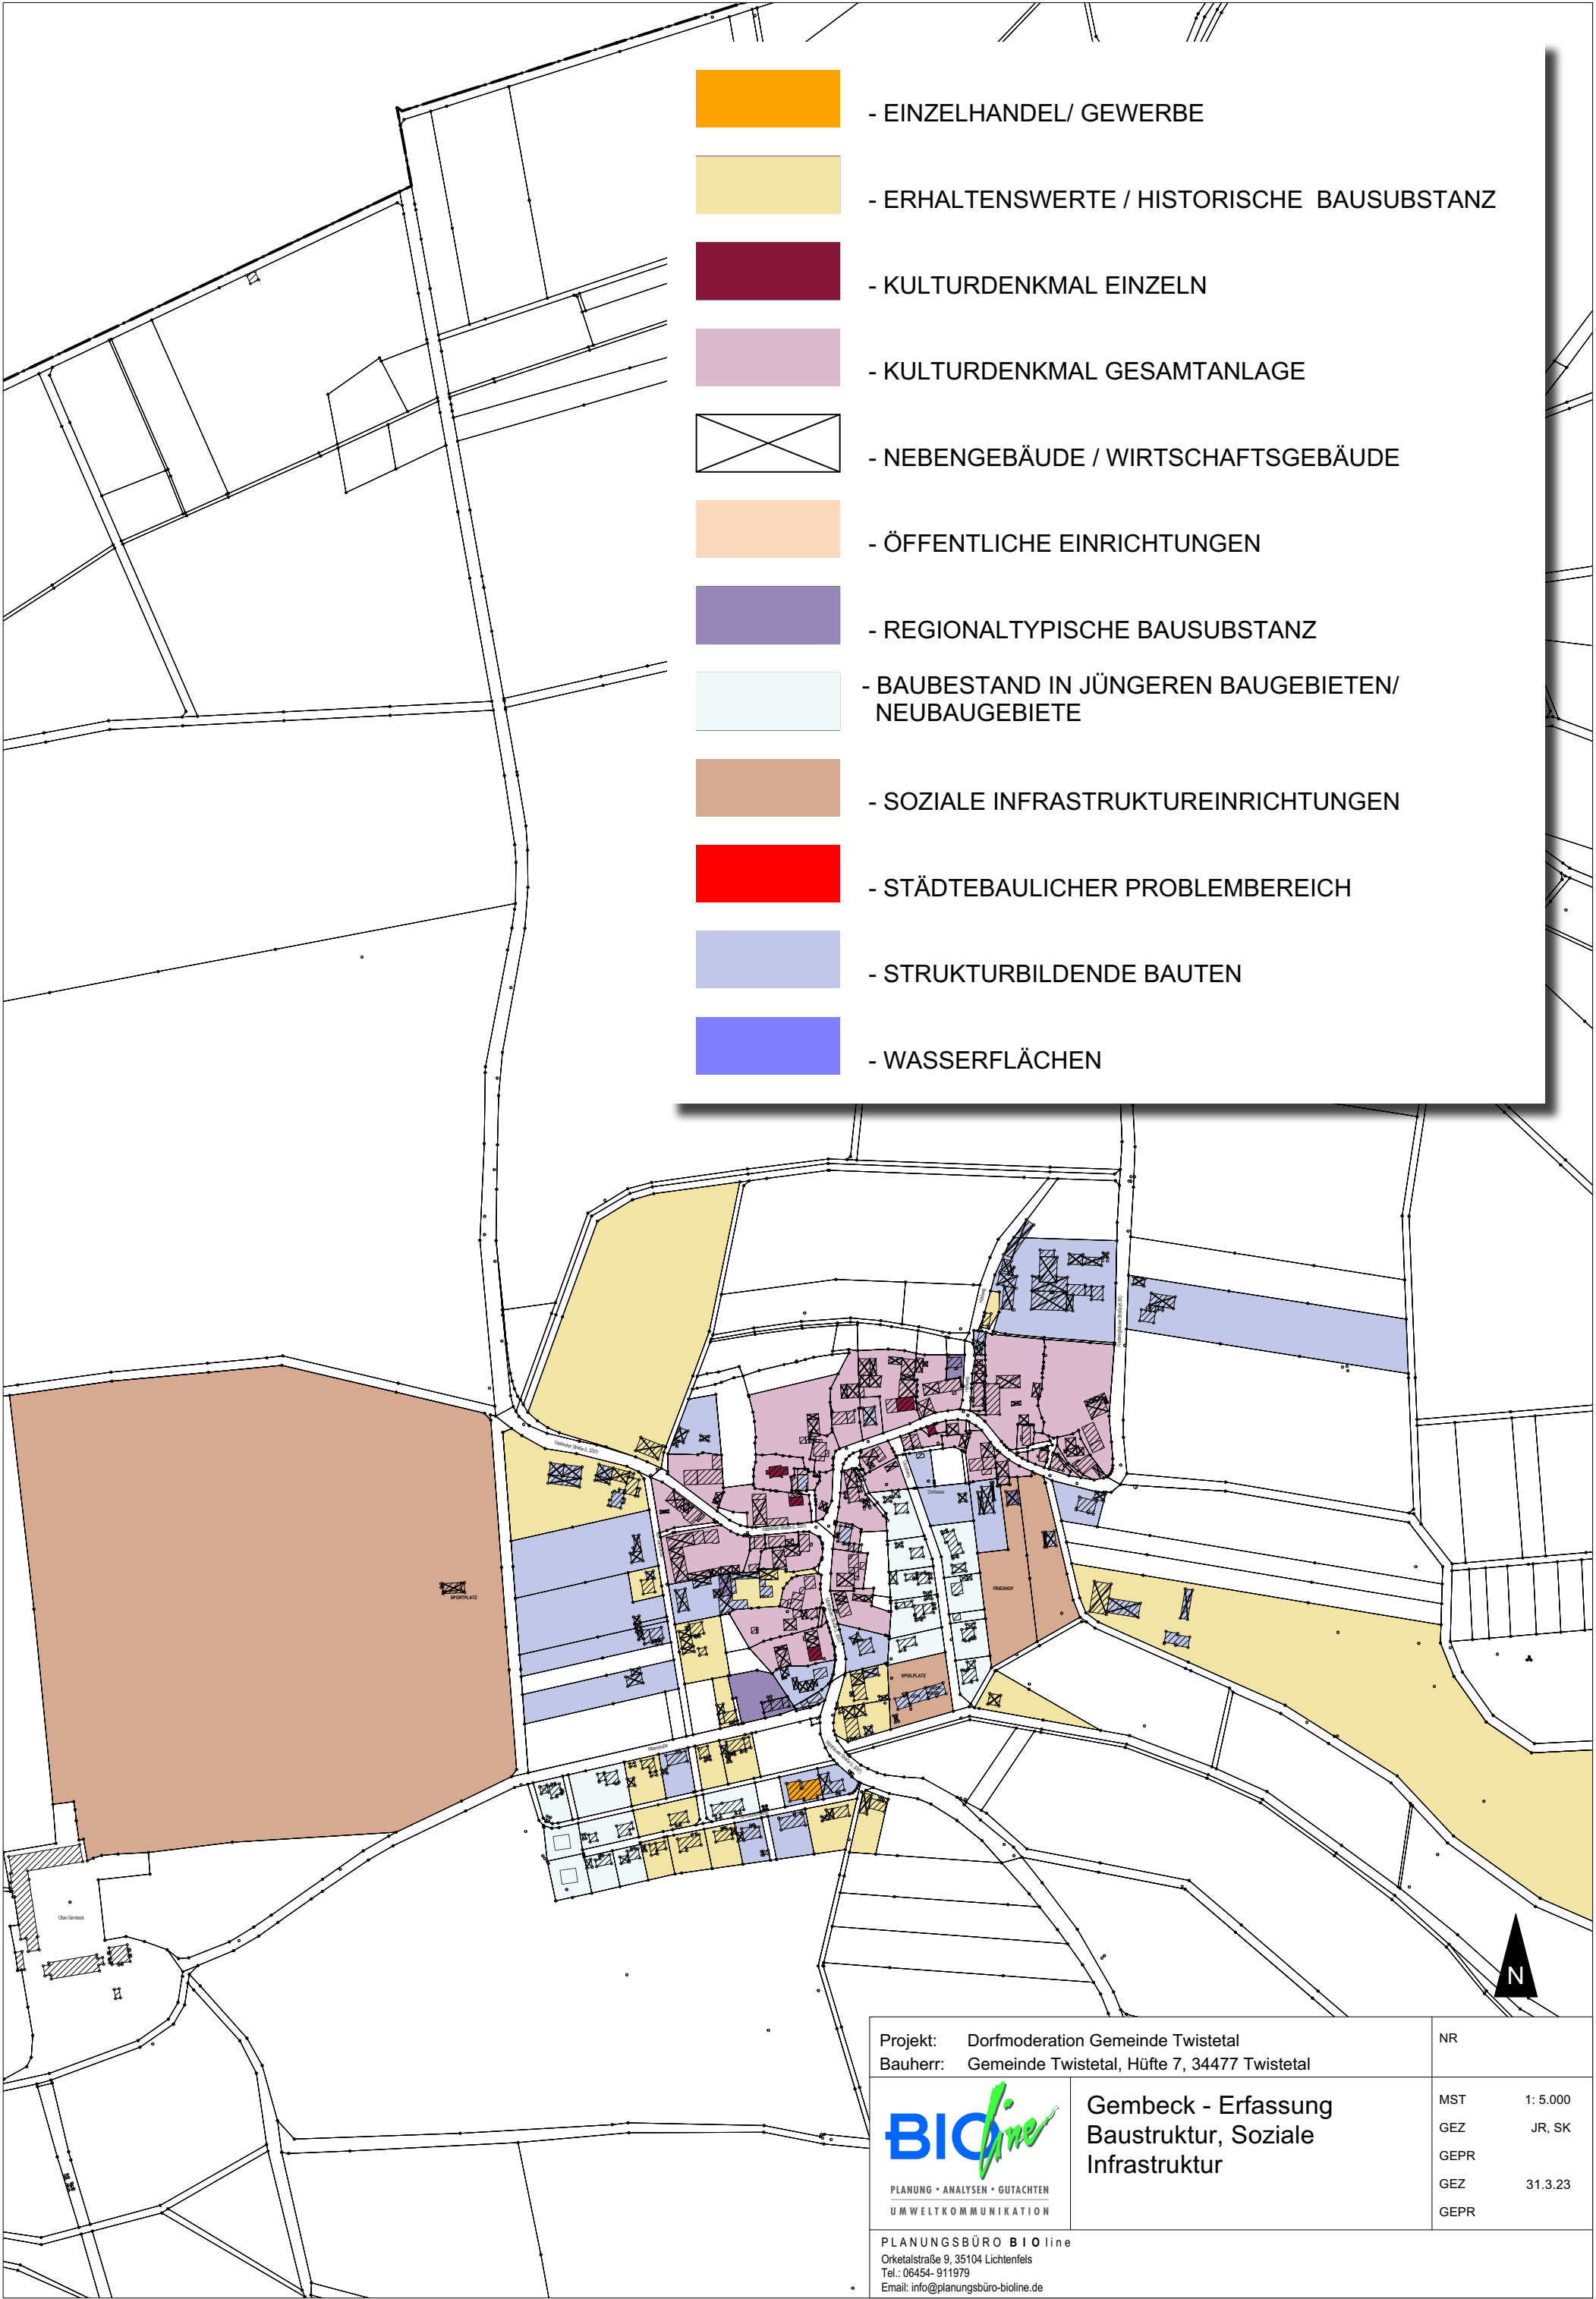 - EINZELHANDEL/ GEWERBE
- ERHALTENSWERTE / HISTORISCHE BAUSUBSTANZ
- KULTURDENKMAL EINZELN
- KULTURDENKMAL GESAMTANLAGE
- NEBENGEBÄUDE / WIRTSCHAFTSGEBÄUDE
- ÖFFENTLICHE EINRICHTUNGEN
- REGIONALTYPISCHE BAUSUBSTANZ
- BAUBESTAND IN JÜNGEREN BAUGEBIETEN/
NEUBAUGEBIETE
- SOZIALE INFRASTRUKTUREINRICHTUNGEN
- STÄDTEBAULICHER PROBLEMBEREICH
- STRUKTURBILDENDE BAUTEN
- WASSERFLÄCHEN
SPORTPLATZ
FRIEDHOF
SPIELPLATZ
Ober-Gembeck
N
Projekt: Dorfmoderation Gemeinde Twistetal
Bauherr: Gemeinde Twistetal, Hüfte 7, 34477 Twistetal
NR
BIOline
PLANUNG • ANALYSEN • GUTACHTEN
UMWELTKOMMUNIKATION
Gembeck - Erfassung
Baustruktur, Soziale
Infrastruktur
MST 1: 5.000
GEZ JR, SK
GEPR
GEZ 31.3.23
GEPR
PLANUNGSBÜRO BIOline
Orketalstraße 9, 35104 Lichtenfels
Tel.: 06454- 911979
Email: info@planungsbüro-bioline.de